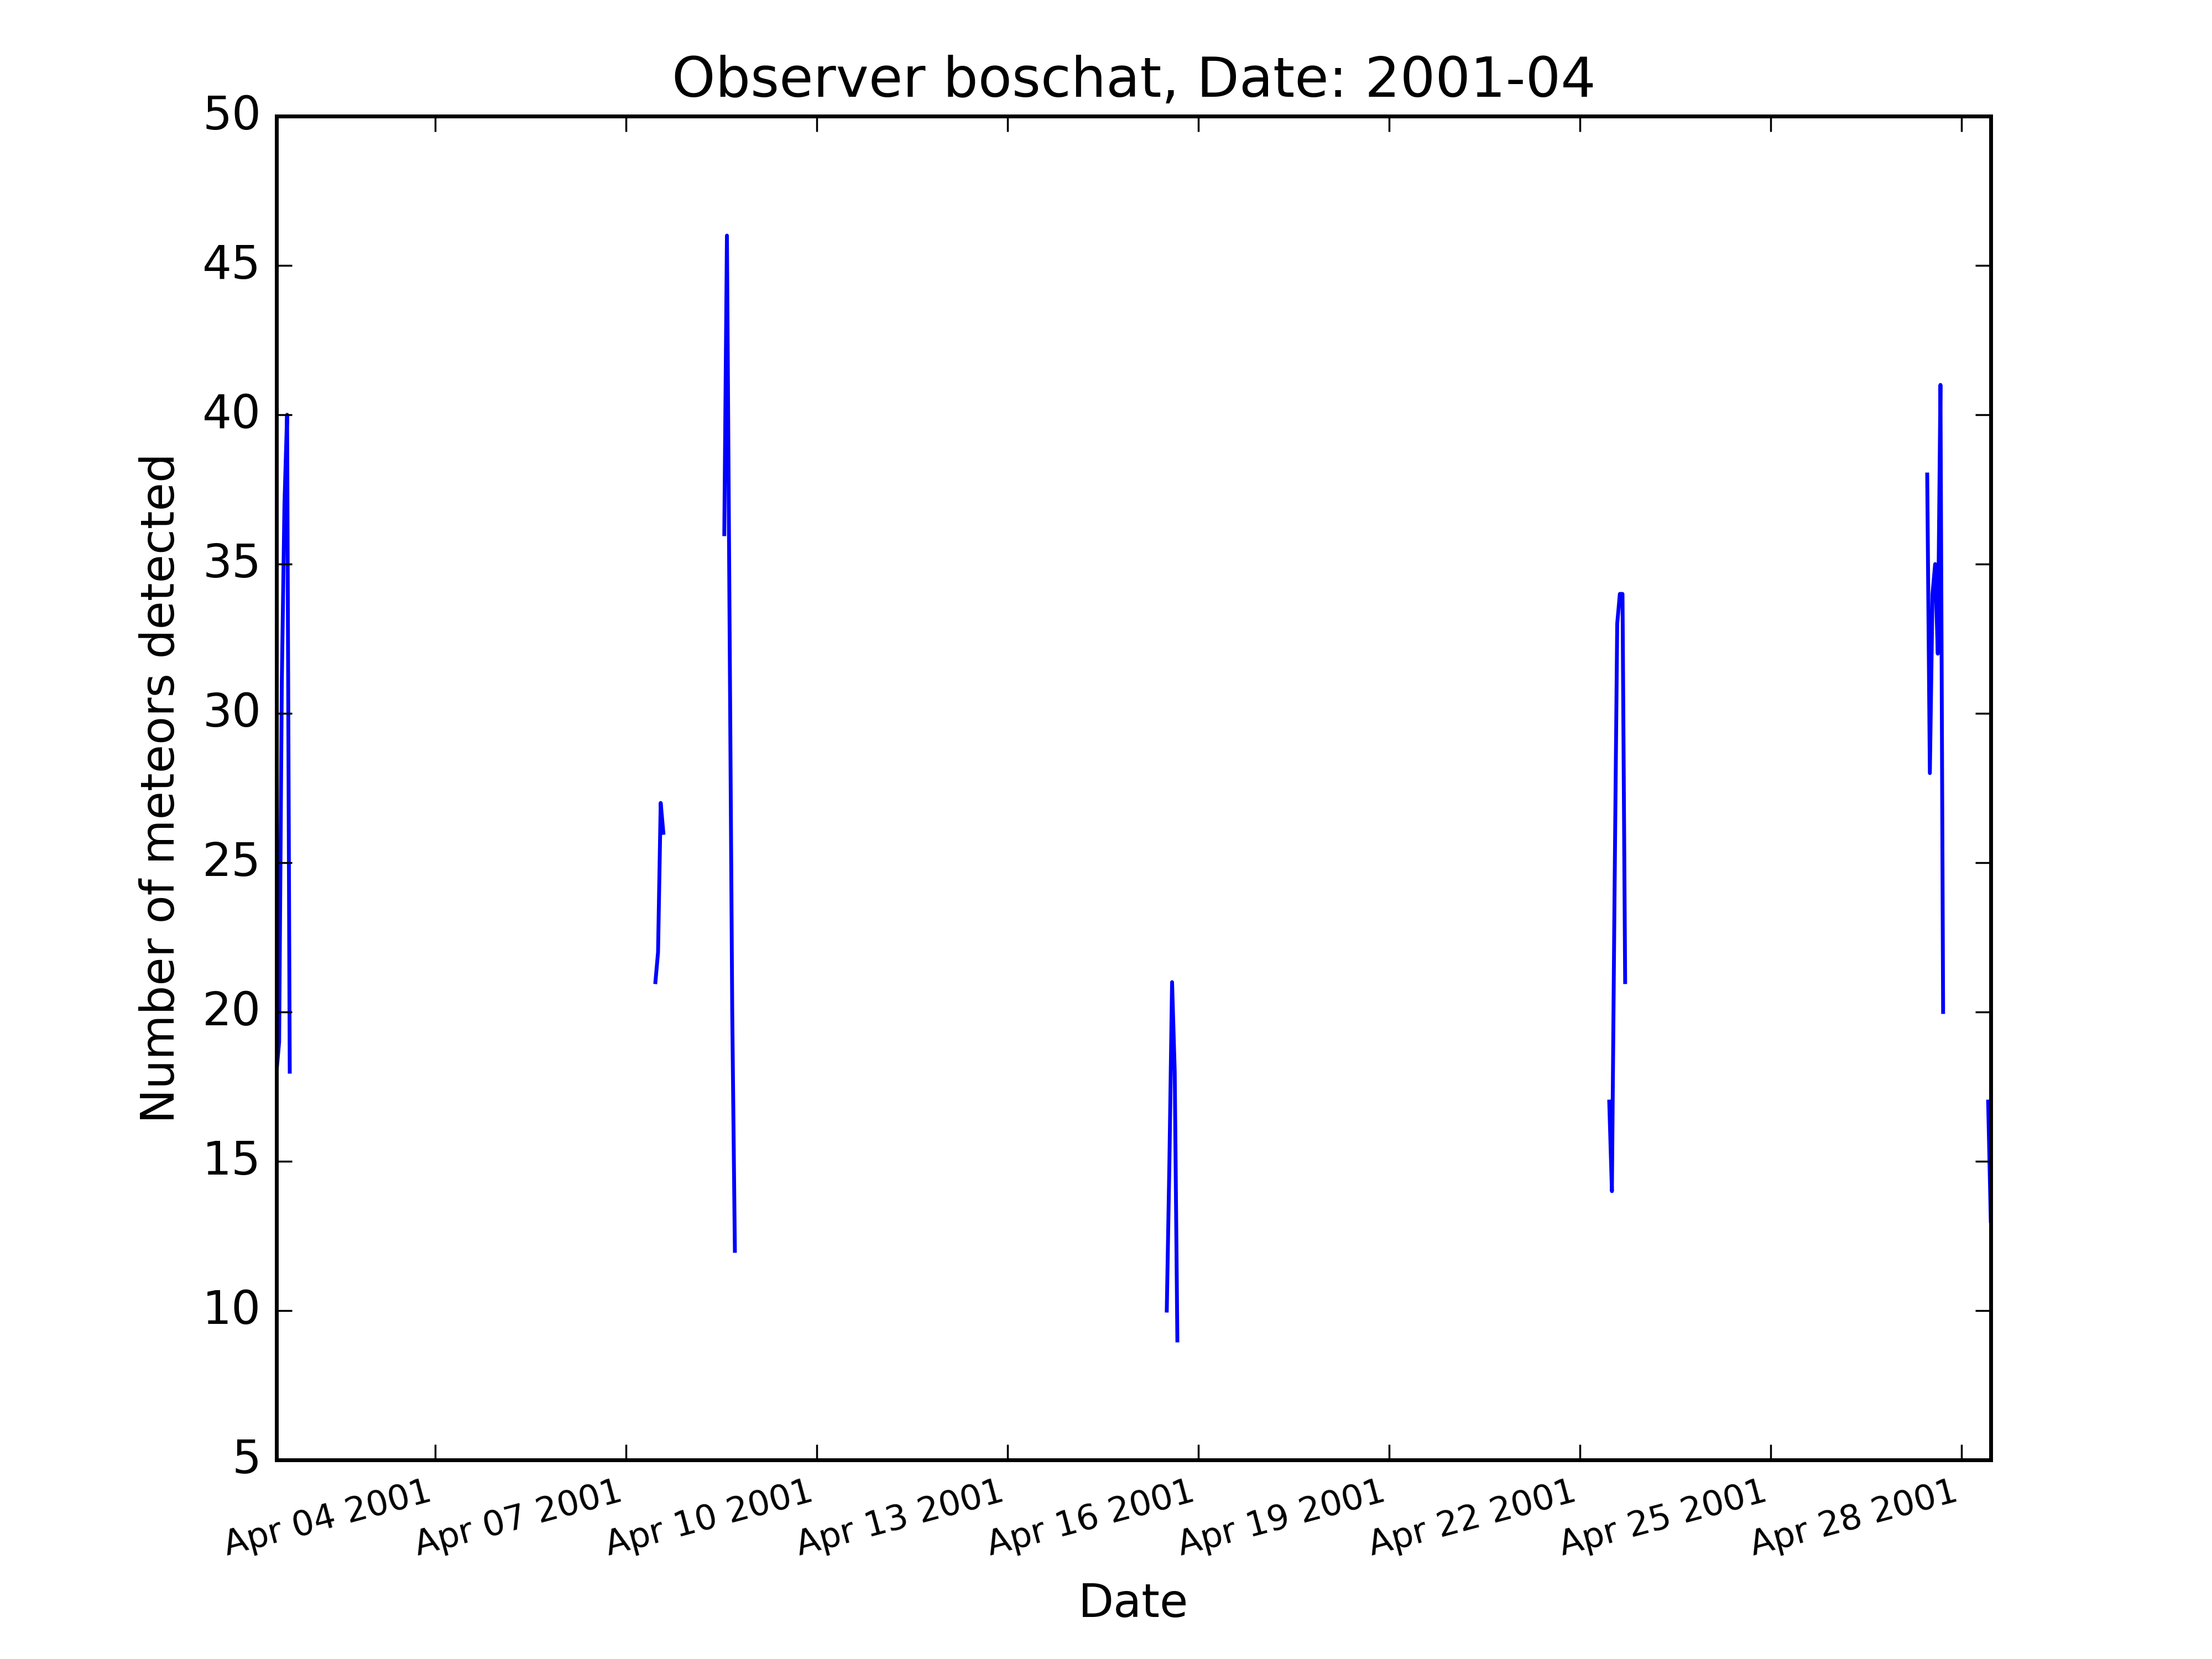 Observer boschat, Date: 2001-04
50
45
40
35
30
25
20
15
10
5
Number of meteors detected
Apr 04 2001
Apr 07 2001
Apr 10 2001
Apr 13 2001
Apr 16 2001
Apr 19 2001
Apr 22 2001
Apr 25 2001
Apr 28 2001
Date